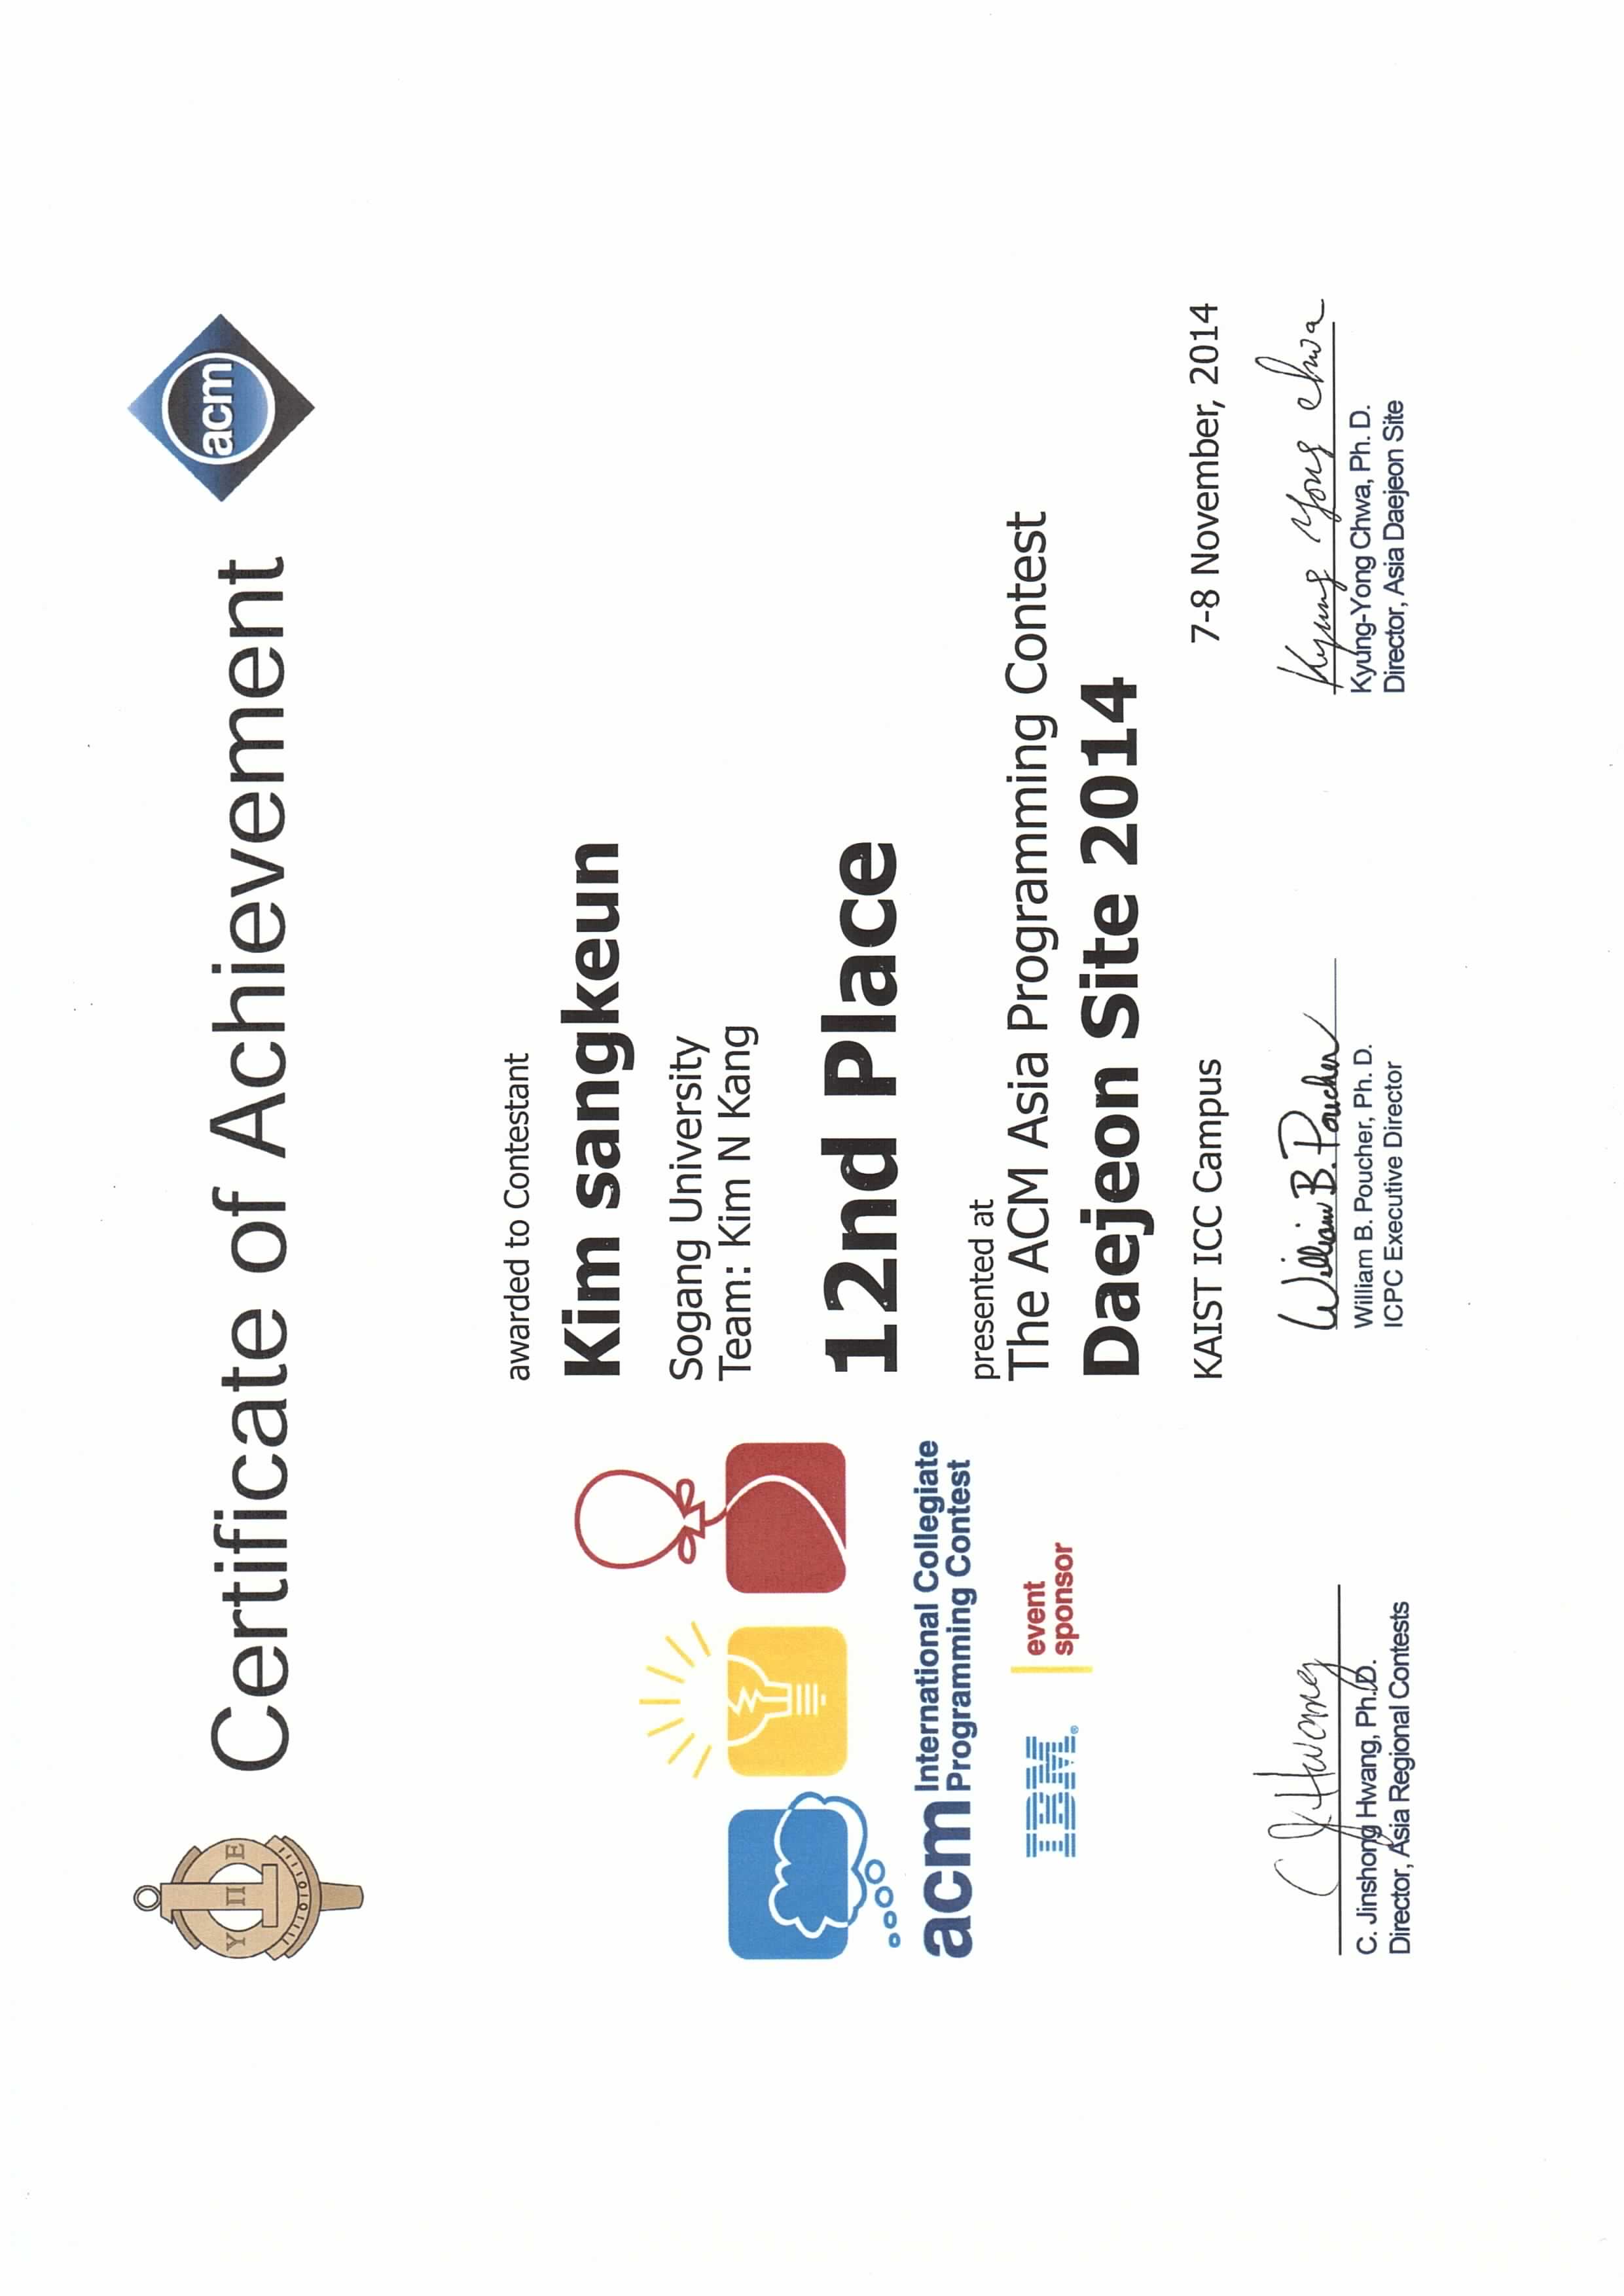 Certificate of Achievement
acm
Υ Π Ε
awarded to Contestant
Kim sangkeun
Sogang University
Team: Kim N Kang
12nd Place
presented at
The ACM Asia Programming Contest
Daejeon Site 2014
KAIST ICC Campus
7-8 November, 2014
acm International Collegiate
Programming Contest
IBM® event
sponsor
C J Hwang
C. Jinshong Hwang, Ph.D.
Director, Asia Regional Contests
William B. Poucher
William B. Poucher, Ph. D.
ICPC Executive Director
Kyung Yong Chwa
Kyung-Yong Chwa, Ph. D.
Director, Asia Daejeon Site